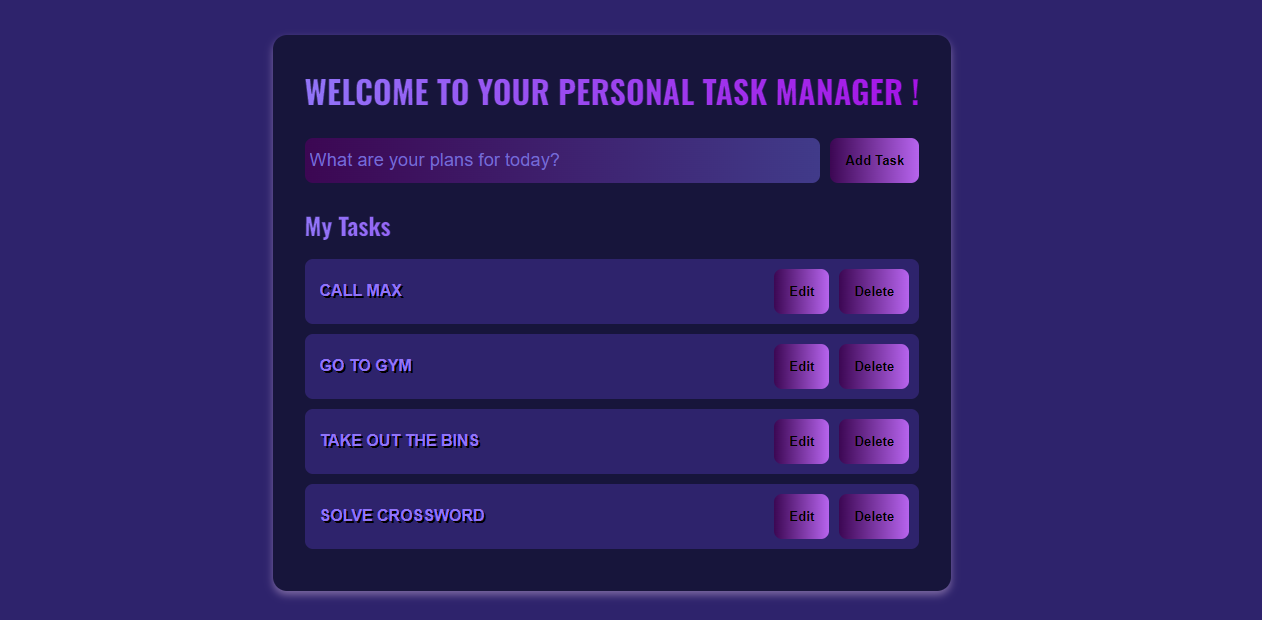 WELCOME TO YOUR PERSONAL TASK MANAGER !
What are your plans for today?
Add Task
My Tasks
CALL MAX
Edit
Delete
GO TO GYM
Edit
Delete
TAKE OUT THE BINS
Edit
Delete
SOLVE CROSSWORD
Edit
Delete